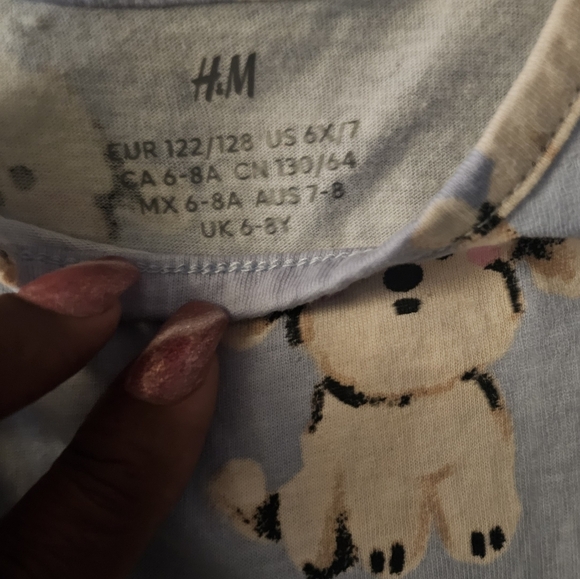 H&M
EUR 122/128 US 6X/7
CA 6-8A CN 130/64
MX 6-8A AUS 7-8
UK 6-8Y